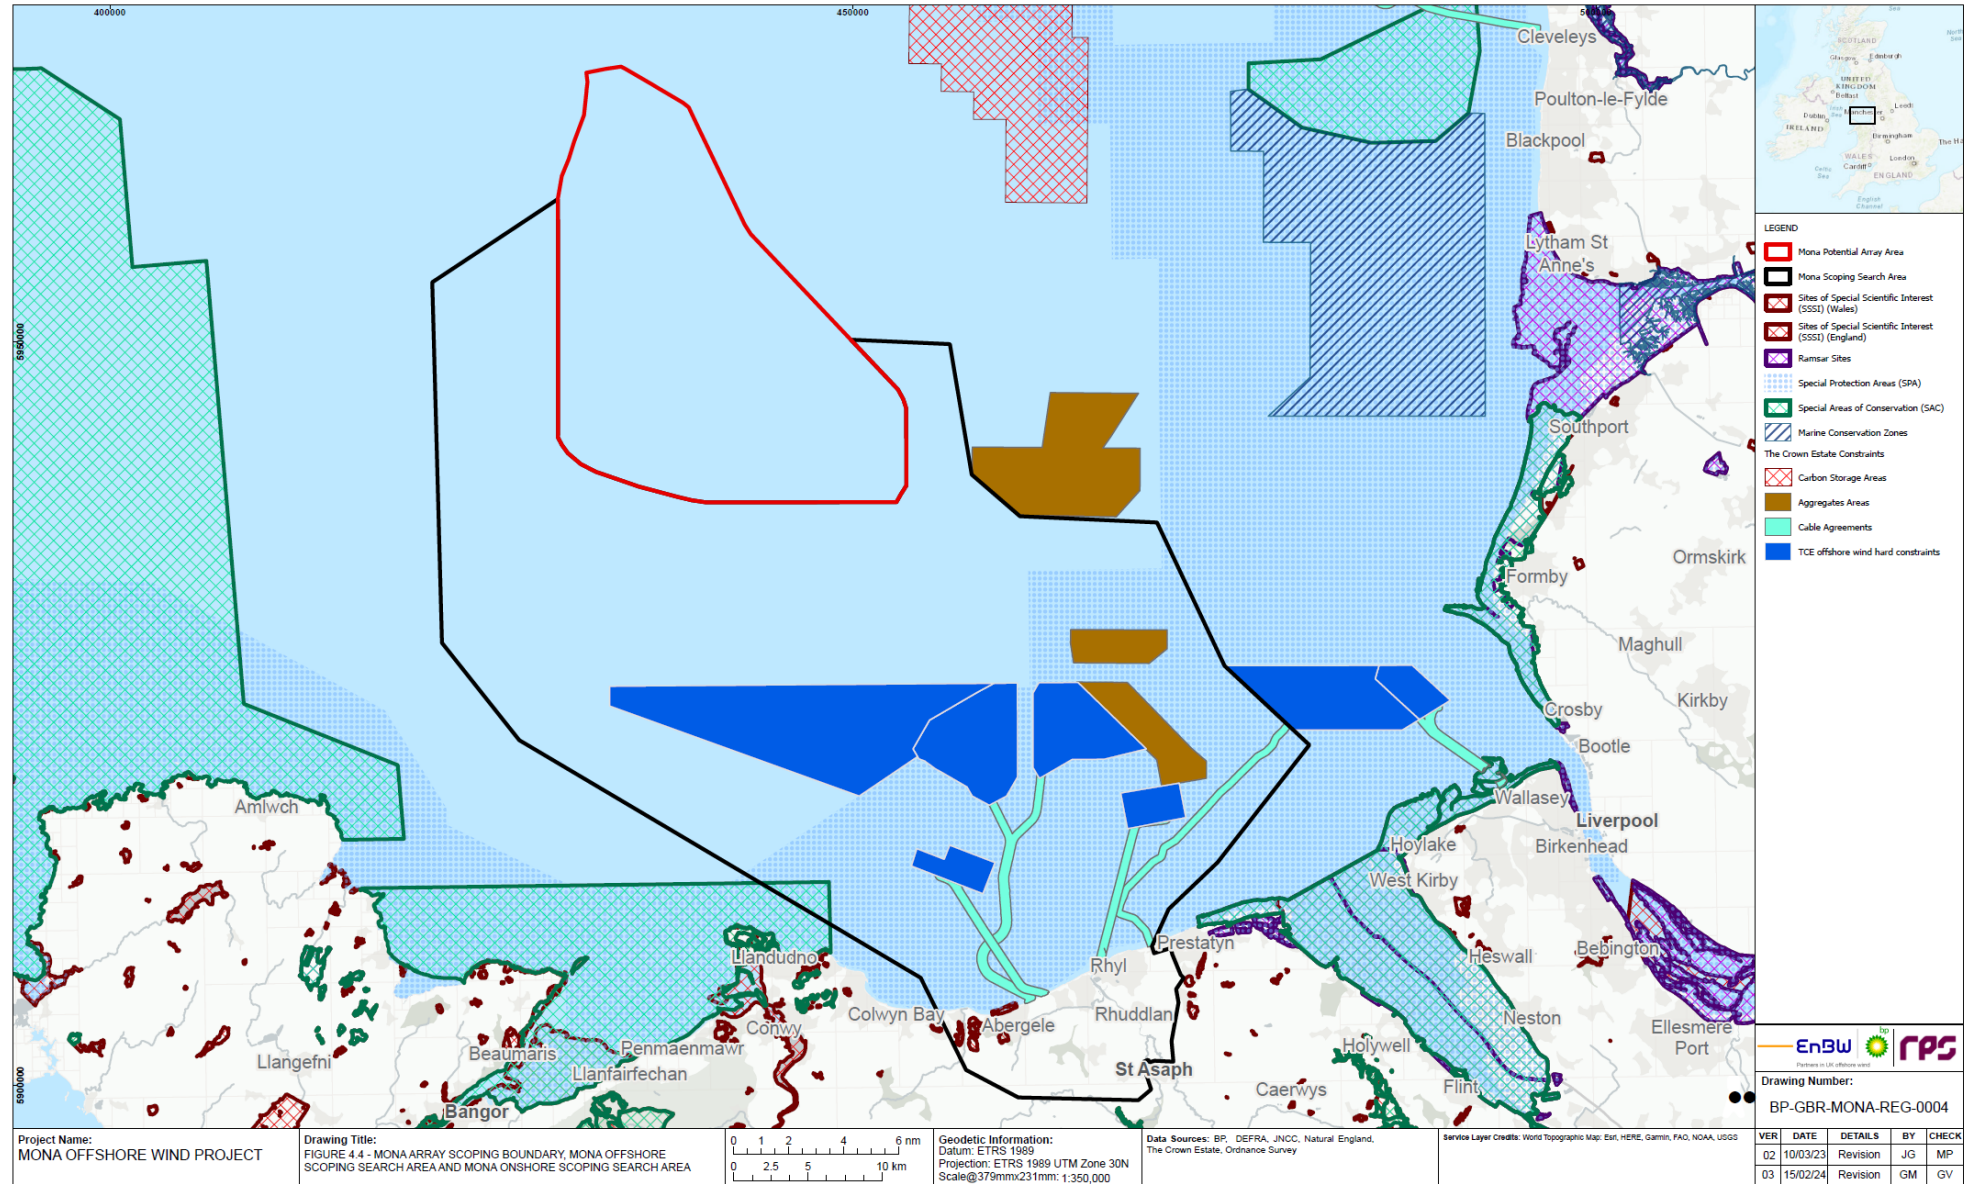 400000
450000
5950000
5900000
Cleveleys
Poulton-le-Fylde
Blackpool
Lytham St
Anne's
Southport
Ormskirk
Formby
Maghull
Kirkby
Crosby
Bootle
Wallasey
Liverpool
Birkenhead
Hoylake
West Kirby
Bebington
Heswall
Neston
Ellesmere
Port
Amlwch
Llandudno
Prestatyn
Rhyl
Colwyn Bay
Abergele
Rhuddlan
Conwy
Beaumaris
Penmaenmawr
Llangefni
Llanfairfechan
Holywell
St Asaph
Caerwys
Flint
Bangor
SCOTLAND
Glasgow
Edinburgh
UNITED
KINGDOM
Belfast
Leeds
Dublin
Manchester
IRELAND
Birmingham
WALES
London
Cardiff
ENGLAND
Celtic
Sea
English
Channel
LEGEND
Mona Potential Array Area
Mona Scoping Search Area
Sites of Special Scientific Interest
(SSSI) (Wales)
Sites of Special Scientific Interest
(SSSI) (England)
Ramsar Sites
Special Protection Areas (SPA)
Special Areas of Conservation (SAC)
Marine Conservation Zones
The Crown Estate Constraints
Carbon Storage Areas
Aggregates Areas
Cable Agreements
TCE offshore wind hard constraints
EnBW bp rps
Partners in UK offshore wind
Drawing Number:
BP-GBR-MONA-REG-0004
VER DATE DETAILS BY CHECK
02 10/03/23 Revision JG MP
03 15/02/24 Revision GM GV
Project Name:
MONA OFFSHORE WIND PROJECT
Drawing Title:
FIGURE 4.4 - MONA ARRAY SCOPING BOUNDARY, MONA OFFSHORE
SCOPING SEARCH AREA AND MONA ONSHORE SCOPING SEARCH AREA
0 1 2 4 6 nm
0 2.5 5 10 km
Geodetic Information:
Datum: ETRS 1989
Projection: ETRS 1989 UTM Zone 30N
Scale@379mmx231mm: 1:350,000
Data Sources: BP, DEFRA, JNCC, Natural England,
The Crown Estate, Ordnance Survey
Service Layer Credits: World Topographic Map: Esri, HERE, Garmin, FAO, NOAA, USGS